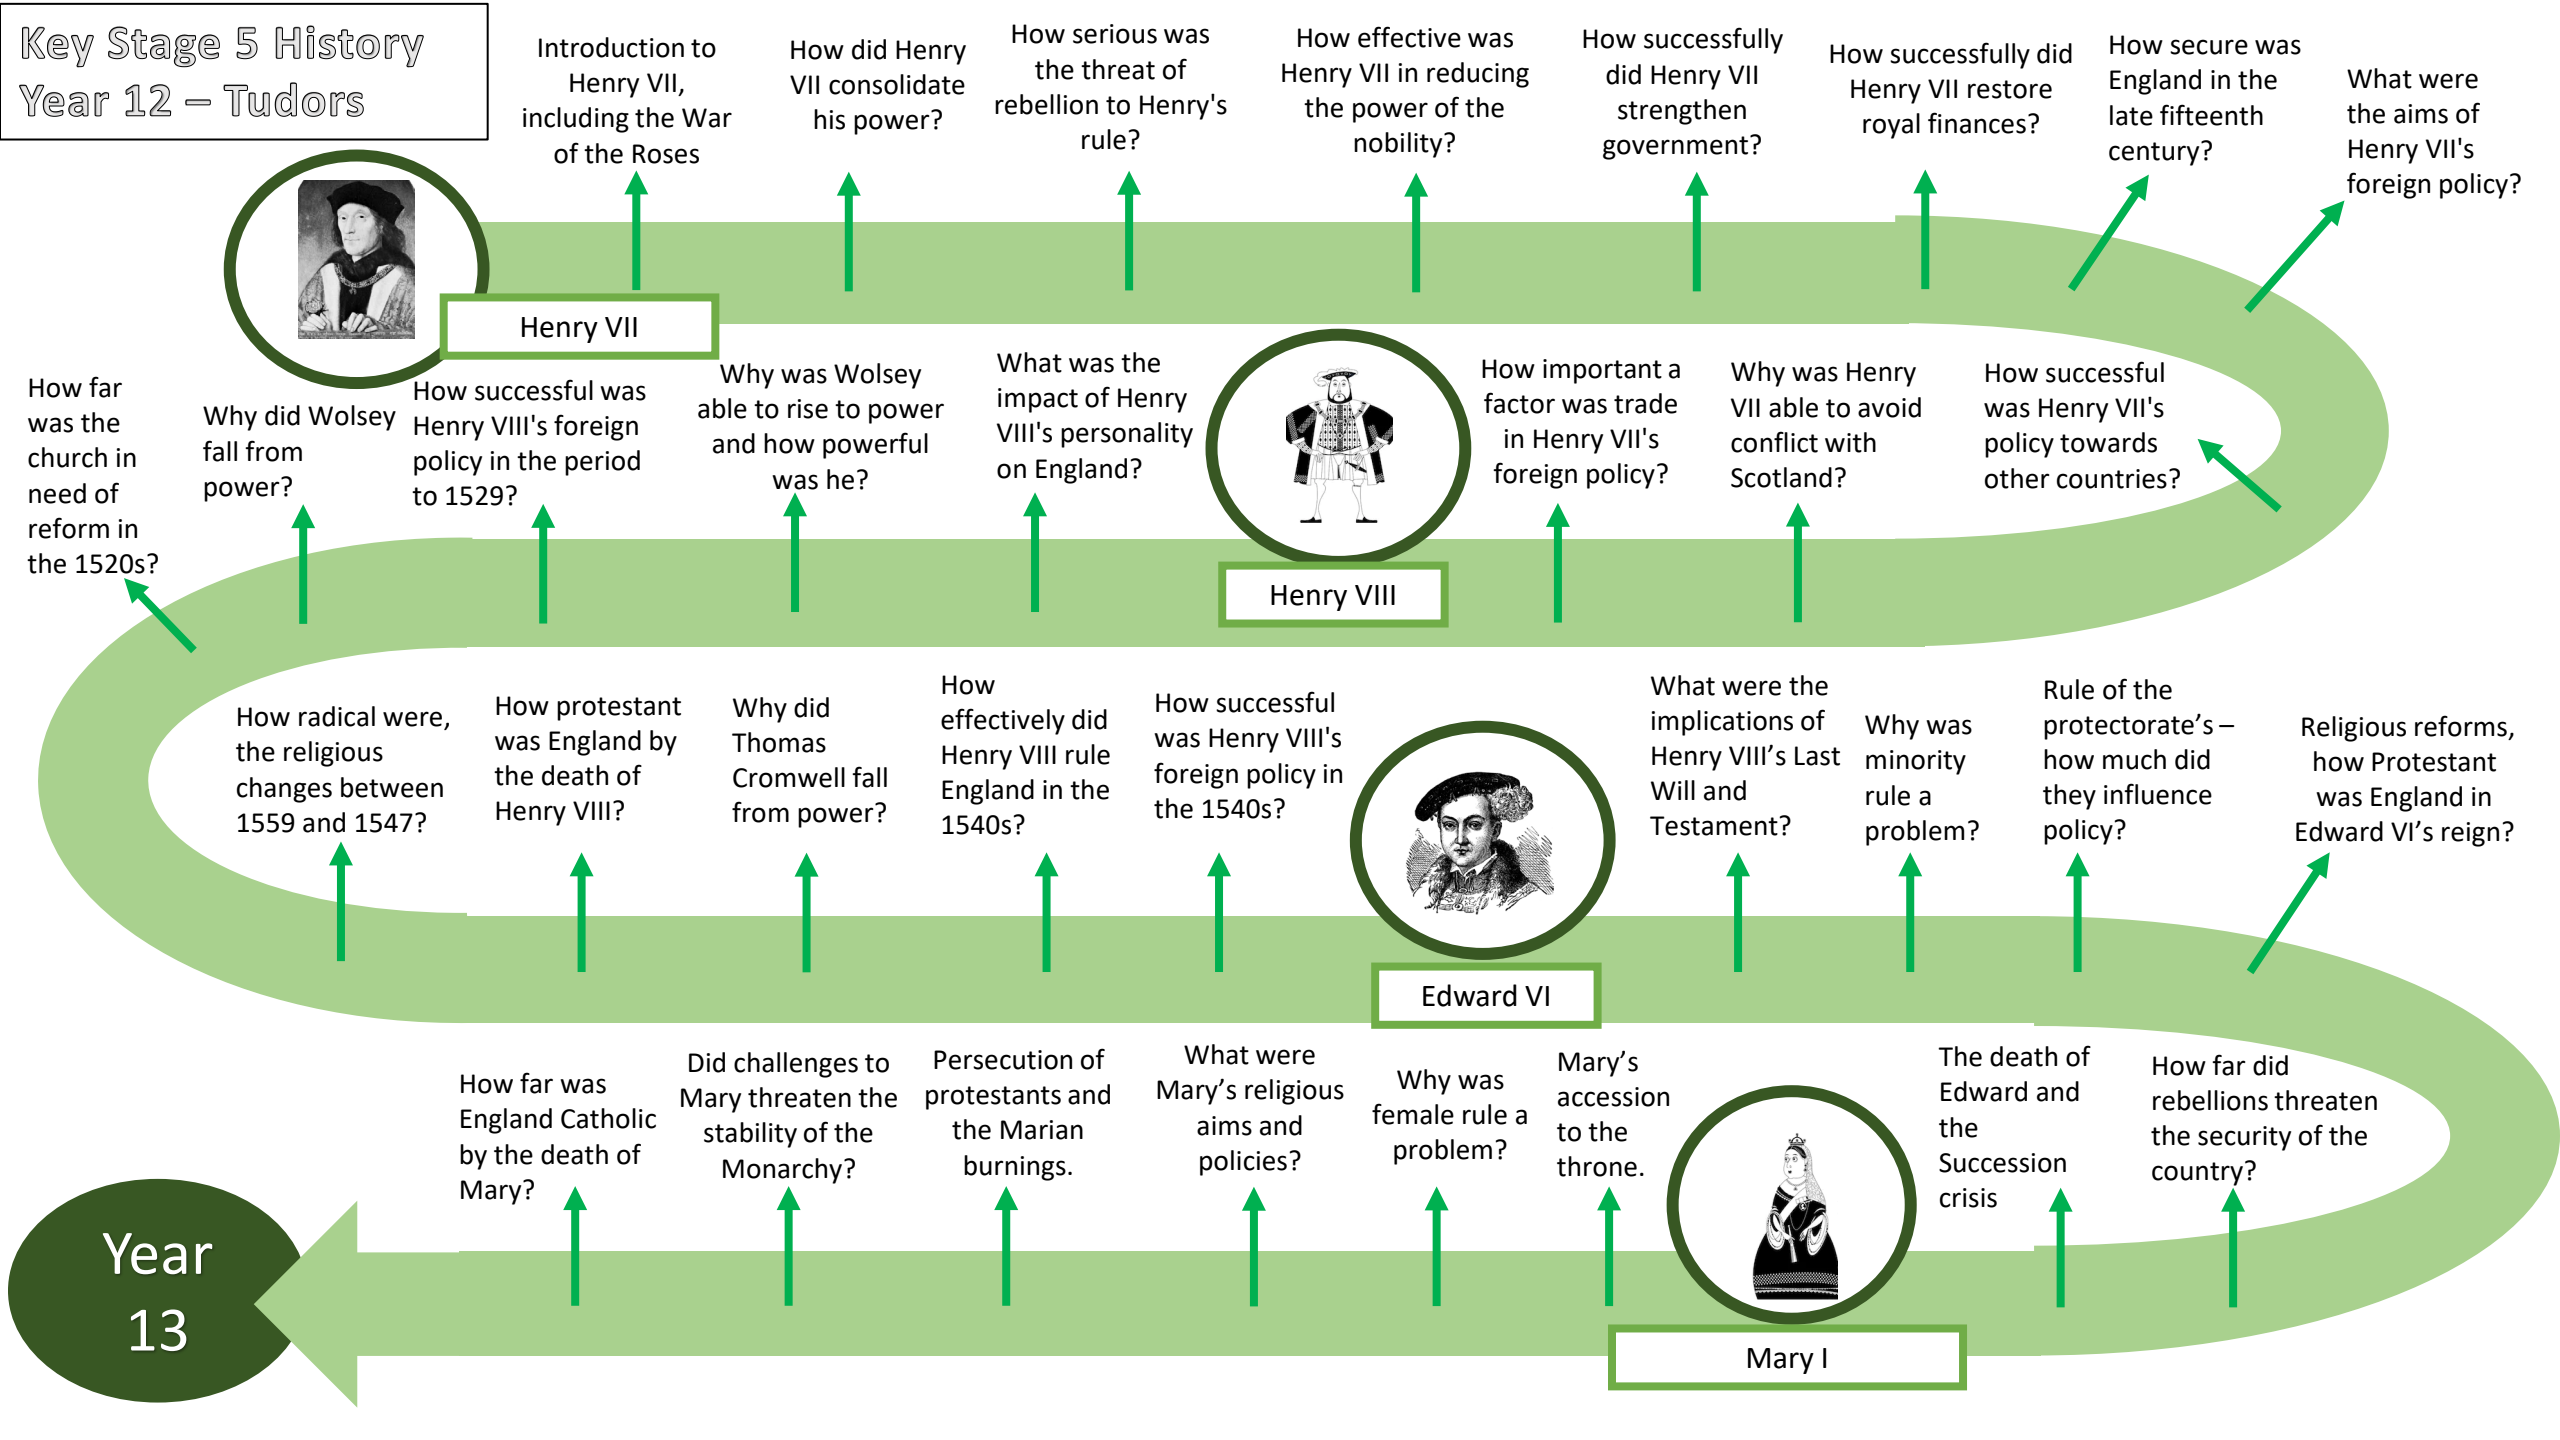 Key Stage 5 History
Year 12 – Tudors
Introduction to
Henry VII,
including the War
of the Roses
How did Henry
VII consolidate
his power?
How serious was
the threat of
rebellion to Henry's
rule?
How effective was
Henry VII in reducing
the power of the
nobility?
How successfully
did Henry VII
strengthen
government?
How successfully did
Henry VII restore
royal finances?
How secure was
England in the
late fifteenth
century?
What were
the aims of
Henry VII's
foreign policy?
Henry VII
How successful
was Henry VII's
policy towards
other countries?
Why was Henry
VII able to avoid
conflict with
Scotland?
How important a
factor was trade
in Henry VII's
foreign policy?
Henry VIII
What was the
impact of Henry
VIII's personality
on England?
Why was Wolsey
able to rise to power
and how powerful
was he?
How successful was
Henry VIII's foreign
policy in the period
to 1529?
Why did Wolsey
fall from
power?
How far
was the
church in
need of
reform in
the 1520s?
How radical were,
the religious
changes between
1559 and 1547?
How protestant
was England by
the death of
Henry VIII?
Why did
Thomas
Cromwell fall
from power?
How
effectively did
Henry VIII rule
England in the
1540s?
How successful
was Henry VIII's
foreign policy in
the 1540s?
Edward VI
What were the
implications of
Henry VIII’s Last
Will and
Testament?
Why was
minority
rule a
problem?
Rule of the
protectorate’s –
how much did
they influence
policy?
Religious reforms,
how Protestant
was England in
Edward VI’s reign?
How far did
rebellions threaten
the security of the
country?
The death of
Edward and
the
Succession
crisis
Mary I
Mary’s
accession
to the
throne.
Why was
female rule a
problem?
What were
Mary’s religious
aims and
policies?
Persecution of
protestants and
the Marian
burnings.
Did challenges to
Mary threaten the
stability of the
Monarchy?
How far was
England Catholic
by the death of
Mary?
Year
13